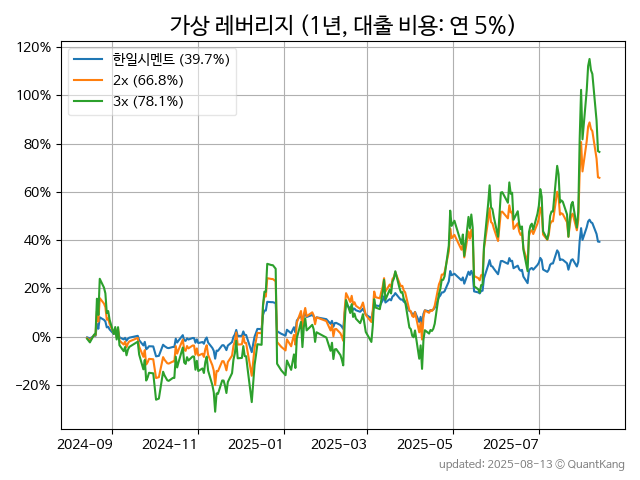 가상 레버리지 (1년, 대출 비용: 연 5%)
120%
100%
80%
60%
40%
20%
0%
−20%
한일시멘트 (39.7%)
2x (66.8%)
3x (78.1%)
2024-09
2024-11
2025-01
2025-03
2025-05
2025-07
updated: 2025-08-13 © QuantKang